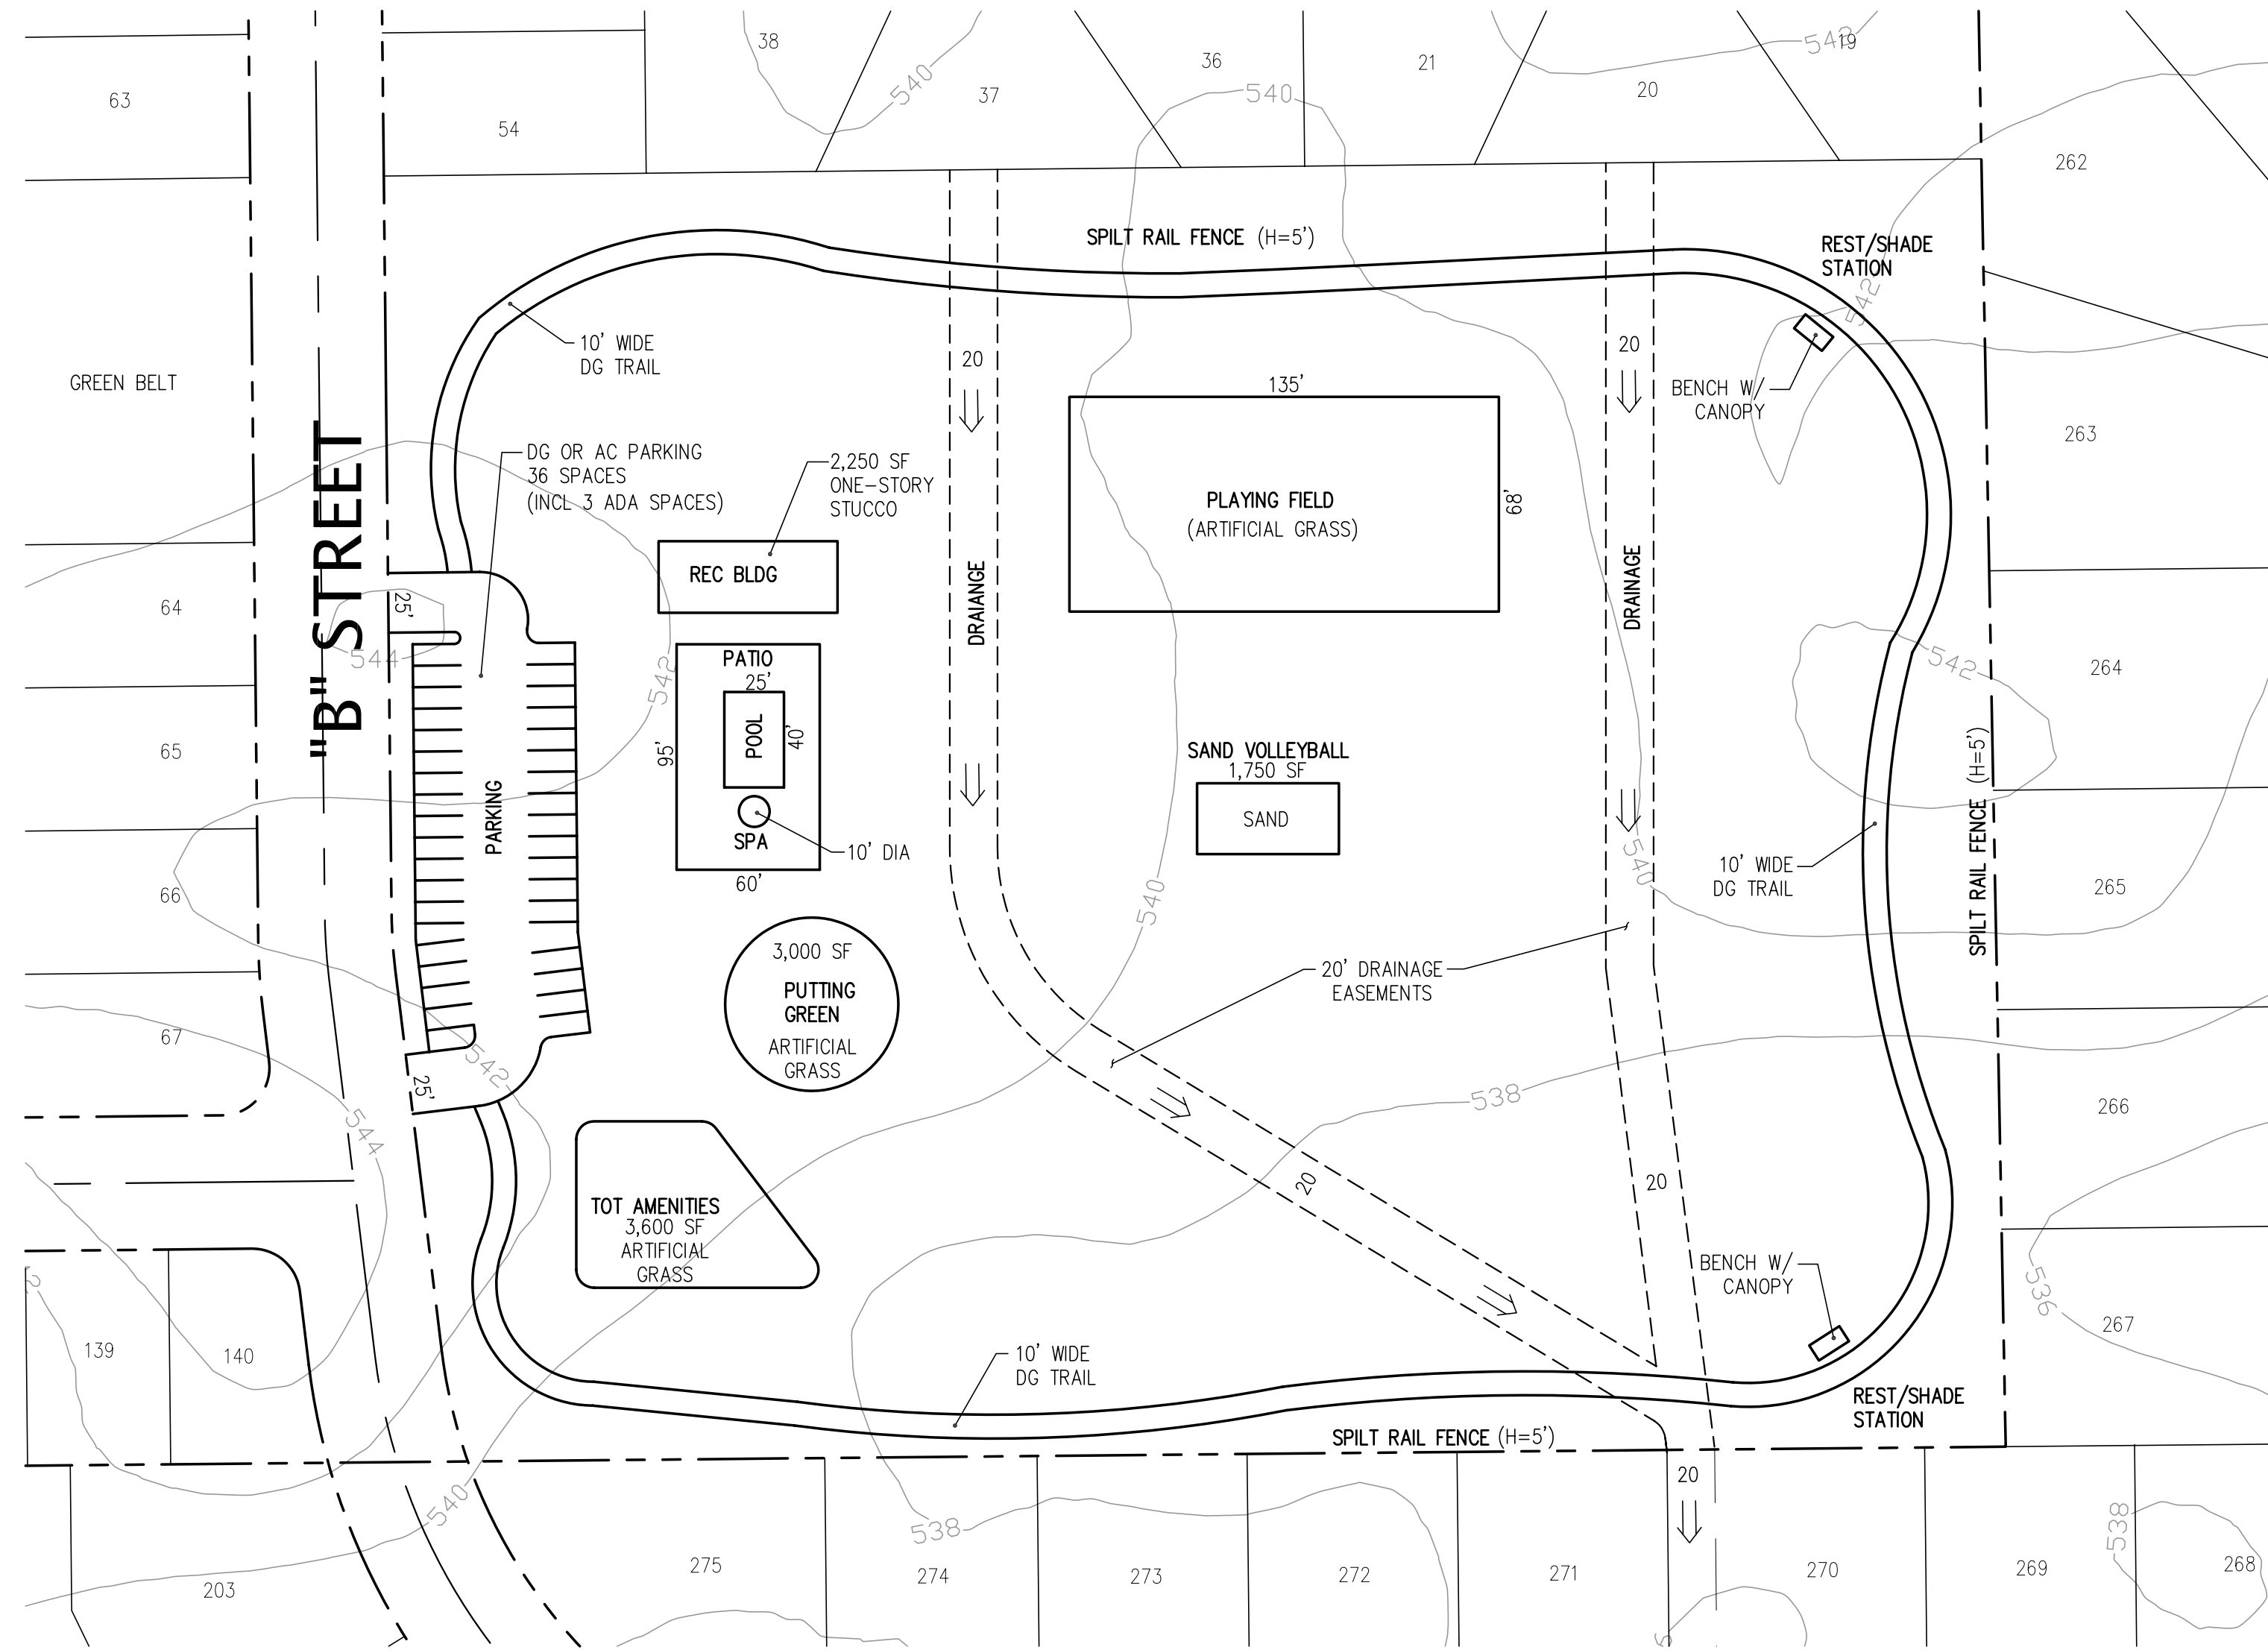 38
36
21
542
19
63
540
37
540
20
54
262
SPILT RAIL FENCE (H=5')
REST/SHADE
STATION
542
10' WIDE
DG TRAIL
20
20
GREEN BELT
135'
BENCH W/
CANOPY
263
DG OR AC PARKING
36 SPACES
(INCL 3 ADA SPACES)
2,250 SF
ONE-STORY
STUCCO
PLAYING FIELD
(ARTIFICIAL GRASS)
68'
"B" STREET
REC BLDG
DRAIANGE
DRAINAGE
64
25'
544
542
PATIO
25'
POOL
40'
95'
542
264
65
SAND VOLLEYBALL
1,750 SF
SAND
SPILT RAIL FENCE (H=5')
PARKING
SPA
10' DIA
60'
540
540
10' WIDE
DG TRAIL
265
66
3,000 SF
PUTTING
GREEN
ARTIFICIAL
GRASS
20' DRAINAGE
EASEMENTS
67
542
25'
544
538
266
20
20
TOT AMENITIES
3,600 SF
ARTIFICIAL
GRASS
BENCH W/
CANOPY
536
267
139
140
10' WIDE
DG TRAIL
REST/SHADE
STATION
SPILT RAIL FENCE (H=5')
20
540
538
538
203
275
274
273
272
271
270
269
268